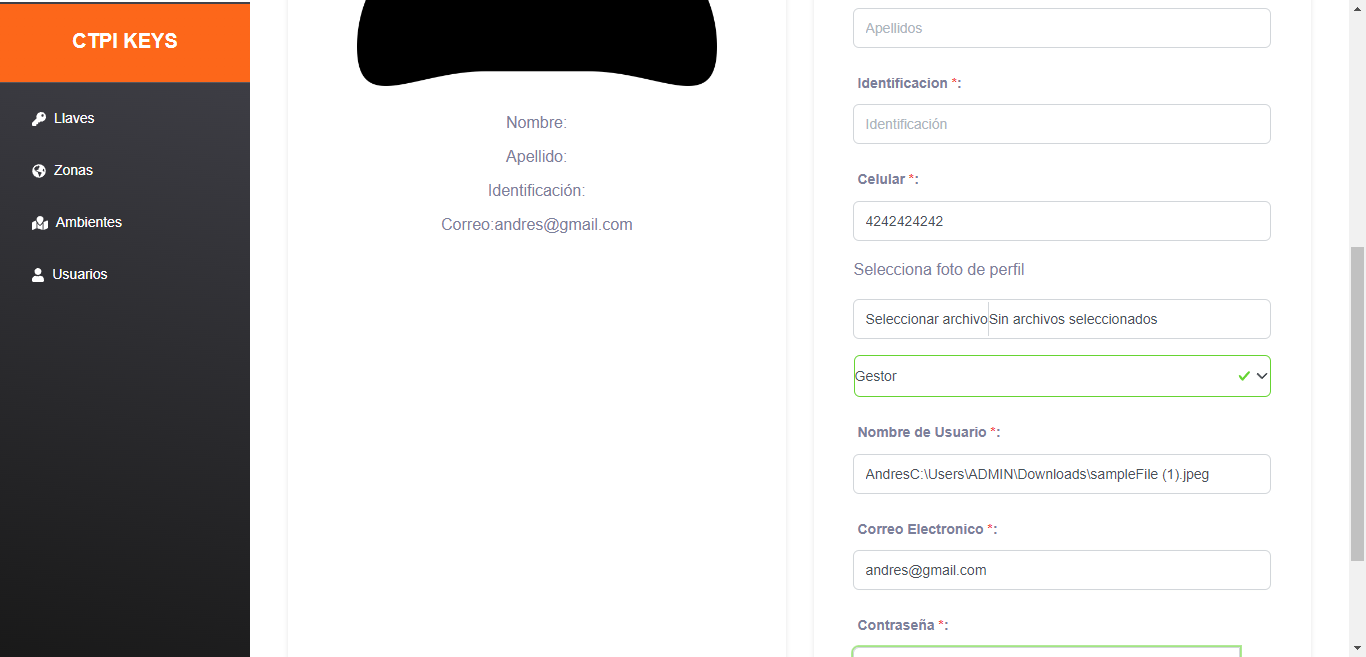 CTPI KEYS
Llaves
Zonas
Ambientes
Usuarios
Nombre:
Apellido:
Identificación:
Correo:andres@gmail.com
Apellidos
Identificacion *:
Identificación
Celular *:
4242424242
Selecciona foto de perfil
Seleccionar archivo Sin archivos seleccionados
Gestor
Nombre de Usuario *:
AndresC:\Users\ADMIN\Downloads\sampleFile (1).jpeg
Correo Electronico *:
andres@gmail.com
Contraseña *: